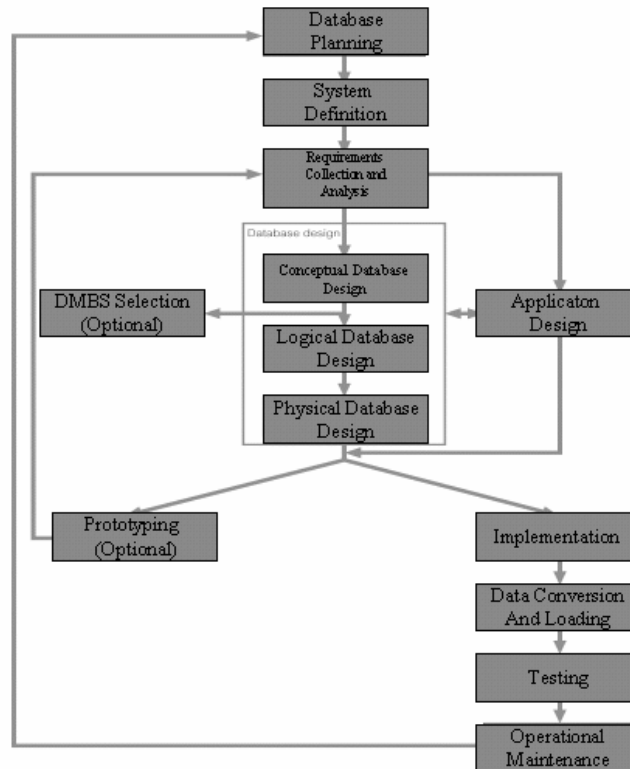 Database
Planning
System
Definition
Requirements
Collection and
Analysis
Database design
Conceptual Database
Design
DMBS Selection
(Optional)
Applicaton
Design
Logical Database
Design
Physical Database
Design
Prototyping
(Optional)
Implementation
Data Conversion
And Loading
Testing
Operational
Maintenance